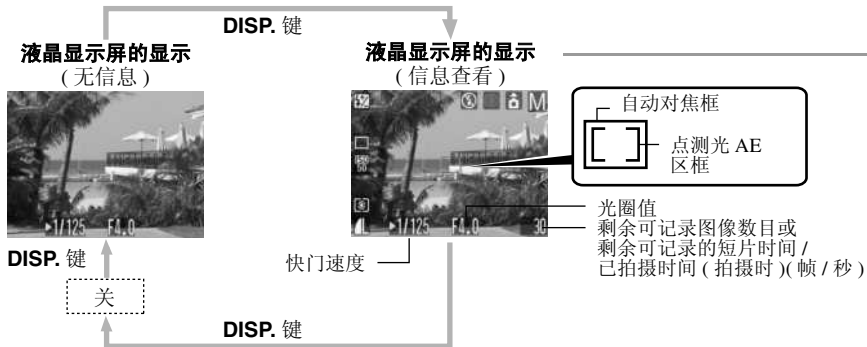 DISP. 键
液晶显示屏的显示
( 无信息 )
液晶显示屏的显示
( 信息查看 )
M
自动对焦框
点测光 AE
区框
1/125 F4.0
1/125 F4.0 30
光圈值
剩余可记录图像数目或
剩余可记录的短片时间 /
已拍摄时间 ( 拍摄时 )( 帧 / 秒 )
快门速度
DISP. 键
关
DISP. 键